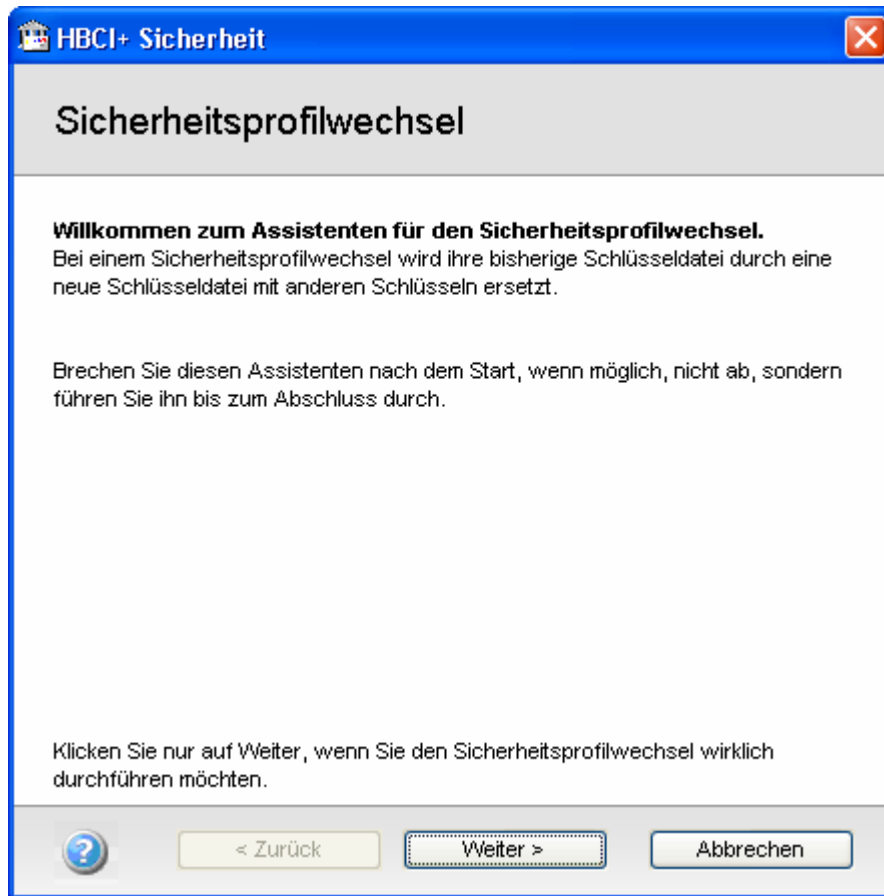 HBCI+ Sicherheit
Sicherheitsprofilwechsel
Willkommen zum Assistenten für den Sicherheitsprofilwechsel.
Bei einem Sicherheitsprofilwechsel wird ihre bisherige Schlüsseldatei durch eine
neue Schlüsseldatei mit anderen Schlüsseln ersetzt.
Brechen Sie diesen Assistenten nach dem Start, wenn möglich, nicht ab, sondern
führen Sie ihn bis zum Abschluss durch.
Klicken Sie nur auf Weiter, wenn Sie den Sicherheitsprofilwechsel wirklich
durchführen möchten.
? < Zurück Weiter > Abbrechen